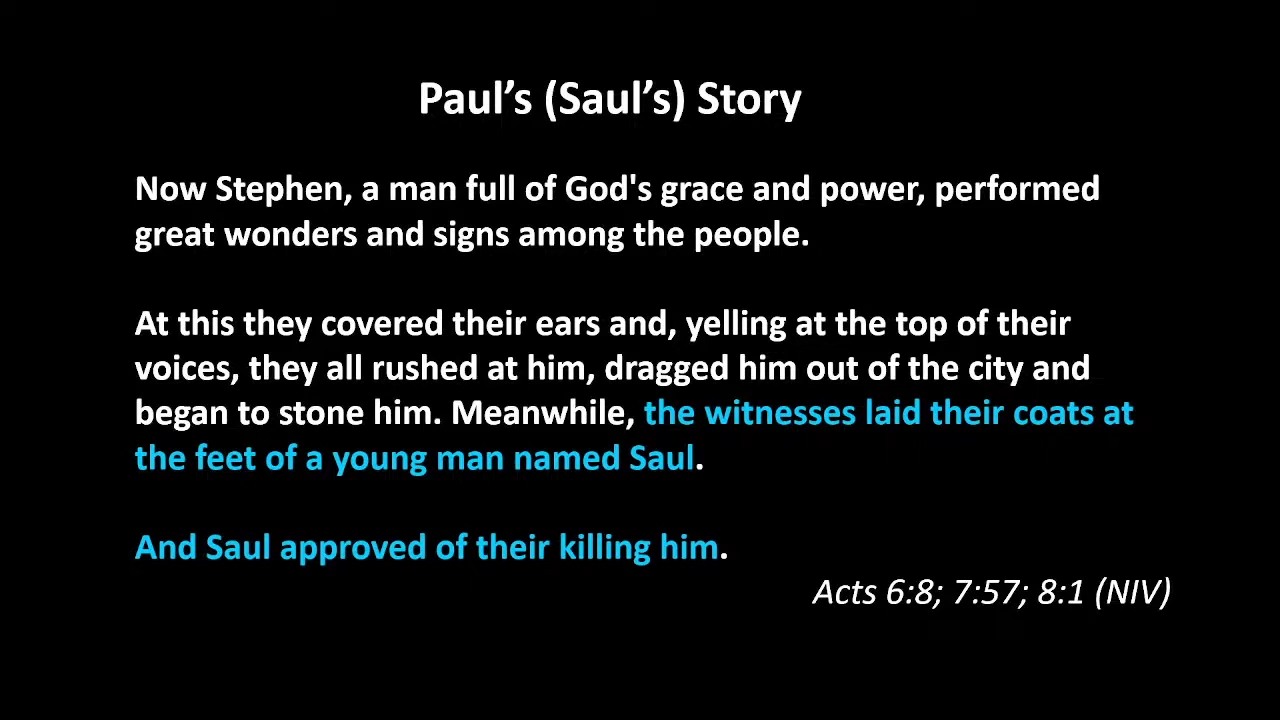 Paul’s (Saul’s) Story
Now Stephen, a man full of God's grace and power, performed
great wonders and signs among the people.
At this they covered their ears and, yelling at the top of their
voices, they all rushed at him, dragged him out of the city and
began to stone him. Meanwhile, the witnesses laid their coats at
the feet of a young man named Saul.
And Saul approved of their killing him.
Acts 6:8; 7:57; 8:1 (NIV)